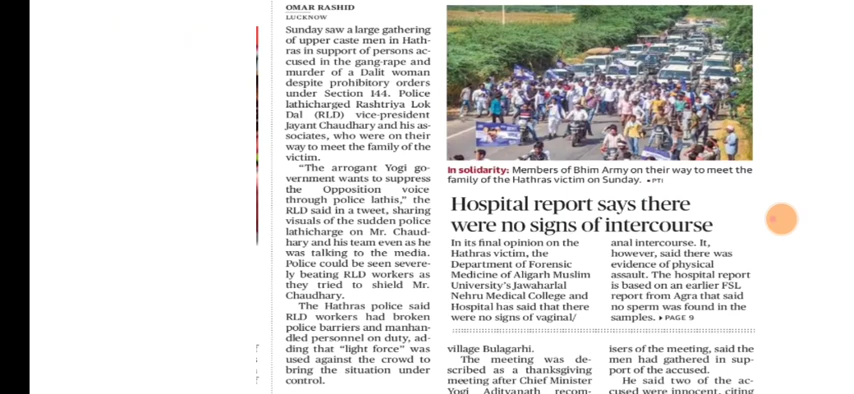 OMAR RASHID
LUCKNOW
Sunday saw a large gathering
of upper caste men in Hath-
ras in support of persons ac-
cused in the gang-rape and
murder of a Dalit woman
despite prohibitory orders
under Section 144. Police
lathicharged Rashtriya Lok
Dal (RLD) vice-president
Jayant Chaudhary and his as-
sociates, who were on their
way to meet the family of the
victim.
“The arrogant Yogi go-
vernment wants to suppress
the Opposition voice
through police lathis,” the
RLD said in a tweet, sharing
visuals of the sudden police
lathicharge on Mr. Chaud-
hary and his team even as he
was talking to the media.
Police could be seen severe-
ly beating RLD workers as
they tried to shield Mr.
Chaudhary.
The Hathras police said
RLD workers had broken
police barriers and manhan-
dled personnel on duty, ad-
ding that “light force” was
used against the crowd to
bring the situation under
control.
In solidarity: Members of Bhim Army on their way to meet the
family of the Hathras victim on Sunday. • PTI
Hospital report says there
were no signs of intercourse
In its final opinion on the
Hathras victim, the
Department of Forensic
Medicine of Aligarh Muslim
University’s Jawaharlal
Nehru Medical College and
Hospital has said that there
were no signs of vaginal/
anal intercourse. It,
however, said there was
evidence of physical
assault. The hospital report
is based on an earlier FSL
report from Agra that said
no sperm was found in the
samples. ▸ PAGE 9
village Bulagarhi.
The meeting was de-
scribed as a thanksgiving
meeting after Chief Minister
Yogi Adityanath recom-
isers of the meeting, said the
men had gathered in sup-
port of the accused.
He said two of the ac-
cused were innocent, citing